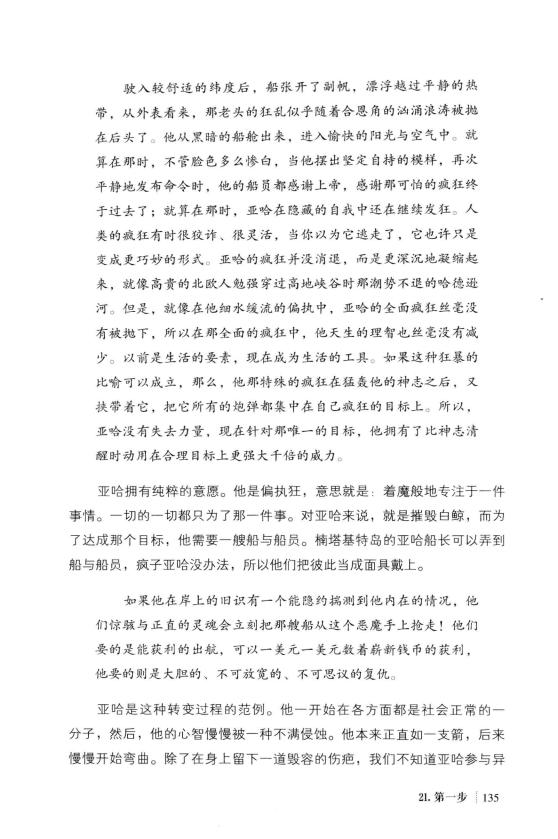 驶入较舒适的纬度后，船张开了副帆，漂浮越过平静的热
带，从外表看来，那老头的狂乱似乎随着合恩角的汹涌浪涛被抛
在后头了。他从黑暗的船舱出来，进入愉快的阳光与空气中。就
算在那时，不管脸色多么惨白，当他摆出坚定自持的模样，再次
平静地发布命令时，他的船员都感谢上帝，感谢那可怕的疯狂终
于过去了；就算在那时，亚哈在隐藏的自我中还在继续发狂。人
类的疯狂有时很狡诈、很灵活，当你以为它逃走了，它也许只是
变成更巧妙的形式。亚哈的疯狂并没消退，而是更深沉地凝缩起
来，就像高贵的北欧人勉强穿过高地峡谷时那潮势不退的哈德逊
河。但是，就像在他细水缓流的偏执中，亚哈的全面疯狂丝毫没
有被抛下，所以在那全面的疯狂中，他天生的理智也丝毫没有减
少。以前是生活的要素，现在成为生活的工具。如果这种狂暴的
比喻可以成立，那么，他那特殊的疯狂在猛轰他的神志之后，又
挟带着它，把它所有的炮弹都集中在自己疯狂的目标上。所以，
亚哈没有失去力量，现在针对那唯一的目标，他拥有了比神志清
醒时动用在合理目标上更强大千倍的威力。
亚哈拥有纯粹的意愿。他是偏执狂，意思就是：着魔般地专注于一件
事情。一切的一切都只为了那一件事。对亚哈来说，就是摧毁白鲸，而为
了达成那个目标，他需要一艘船与船员。楠塔基特岛的亚哈船长可以弄到
船与船员，疯子亚哈没办法，所以他们把彼此当成面具戴上。
如果他在岸上的旧识有一个能隐约揣测到他内在的情况，他
们惊骇与正直的灵魂会立刻把那艘船从这个恶魔手上抢走！他们
要的是能获利的出航，可以一美元一美元数着崭新钱币的获利，
他要的则是大胆的、不可放宽的、不可思议的复仇。
亚哈是这种转变过程的范例。他一开始在各方面都是社会正常的一
分子，然后，他的心智慢慢被一种不满侵蚀。他本来正直如一支箭，后来
慢慢开始弯曲。除了在身上留下一道毁容的伤疤，我们不知道亚哈参与异
21. 第一步 135